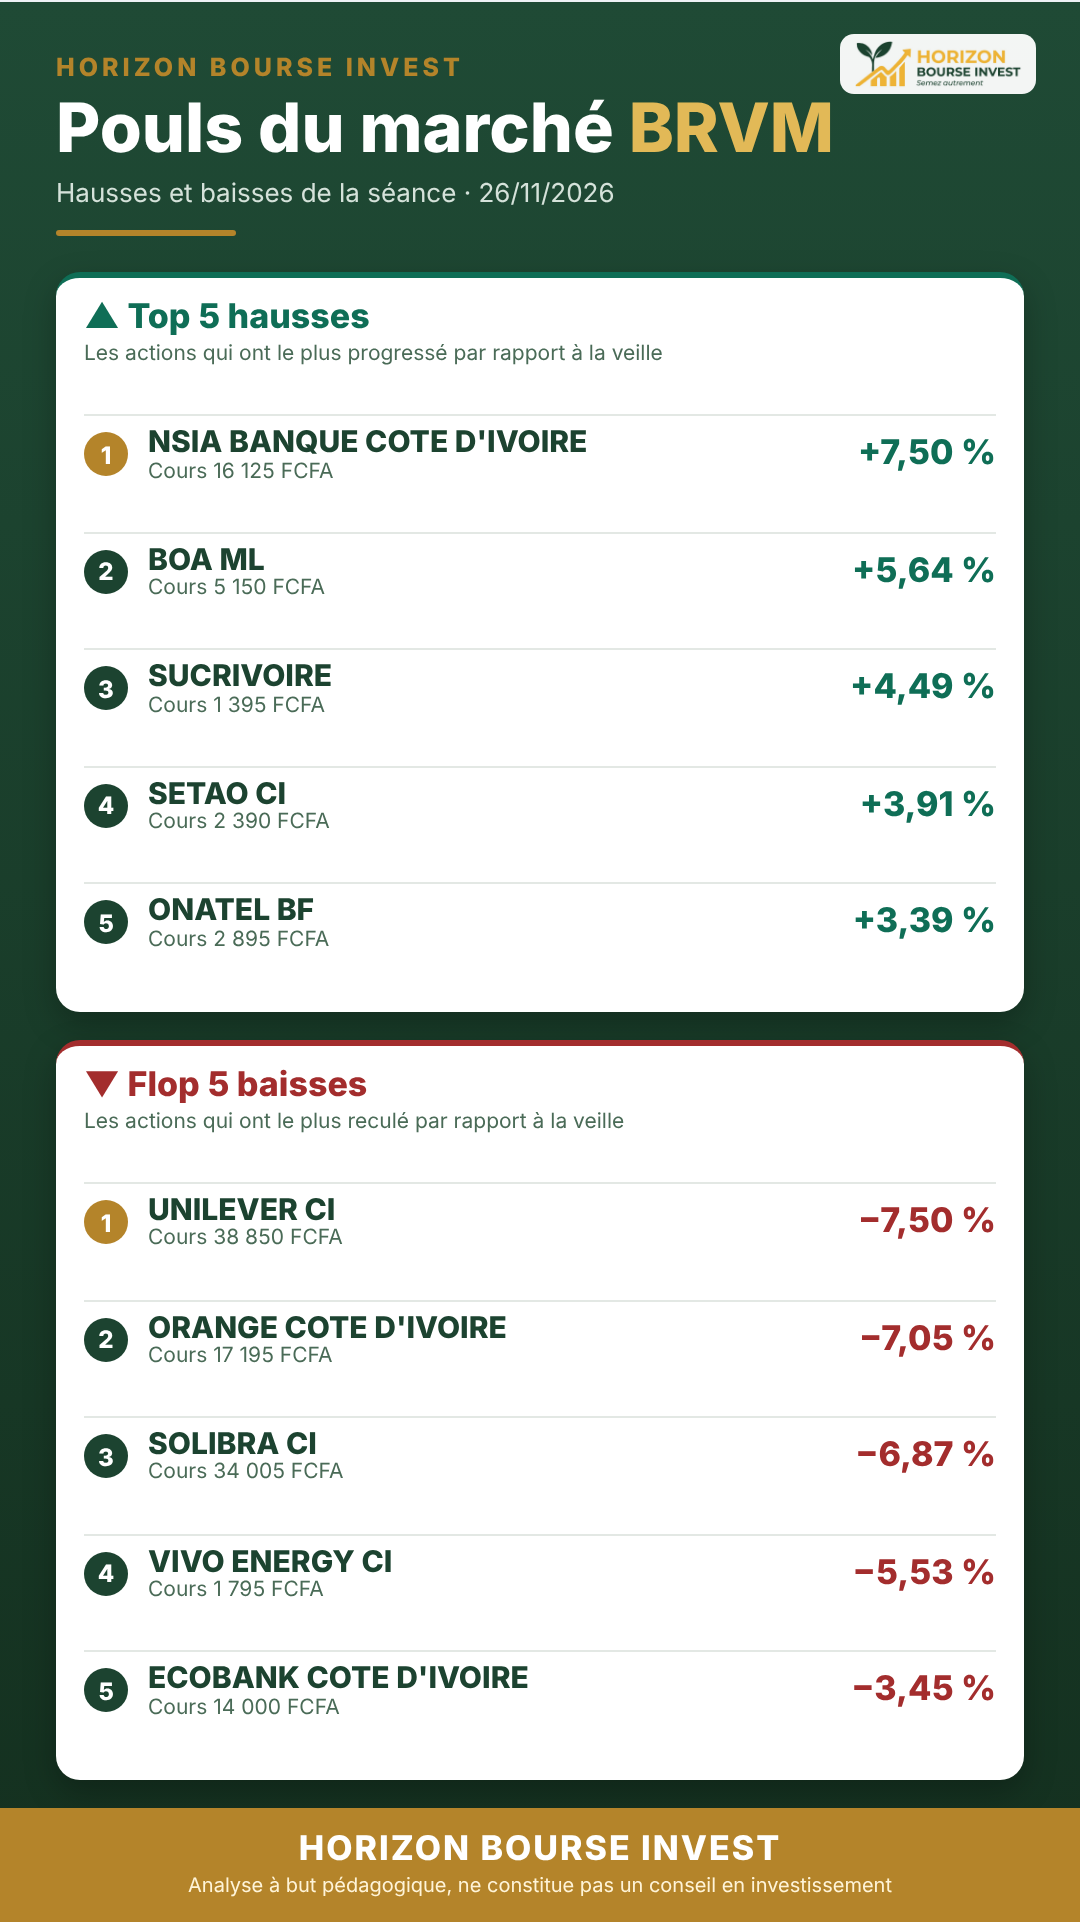 HORIZON BOURSE INVEST
HORIZON
BOURSE INVEST
Semez autrement
Pouls du marché BRVM
Hausses et baisses de la séance · 26/11/2026
▲ Top 5 hausses
Les actions qui ont le plus progressé par rapport à la veille
1 NSIA BANQUE COTE D'IVOIRE +7,50 %
Cours 16 125 FCFA
2 BOA ML +5,64 %
Cours 5 150 FCFA
3 SUCRIVOIRE +4,49 %
Cours 1 395 FCFA
4 SETAO CI +3,91 %
Cours 2 390 FCFA
5 ONATEL BF +3,39 %
Cours 2 895 FCFA
▼ Flop 5 baisses
Les actions qui ont le plus reculé par rapport à la veille
1 UNILEVER CI −7,50 %
Cours 38 850 FCFA
2 ORANGE COTE D'IVOIRE −7,05 %
Cours 17 195 FCFA
3 SOLIBRA CI −6,87 %
Cours 34 005 FCFA
4 VIVO ENERGY CI −5,53 %
Cours 1 795 FCFA
5 ECOBANK COTE D'IVOIRE −3,45 %
Cours 14 000 FCFA
HORIZON BOURSE INVEST
Analyse à but pédagogique, ne constitue pas un conseil en investissement